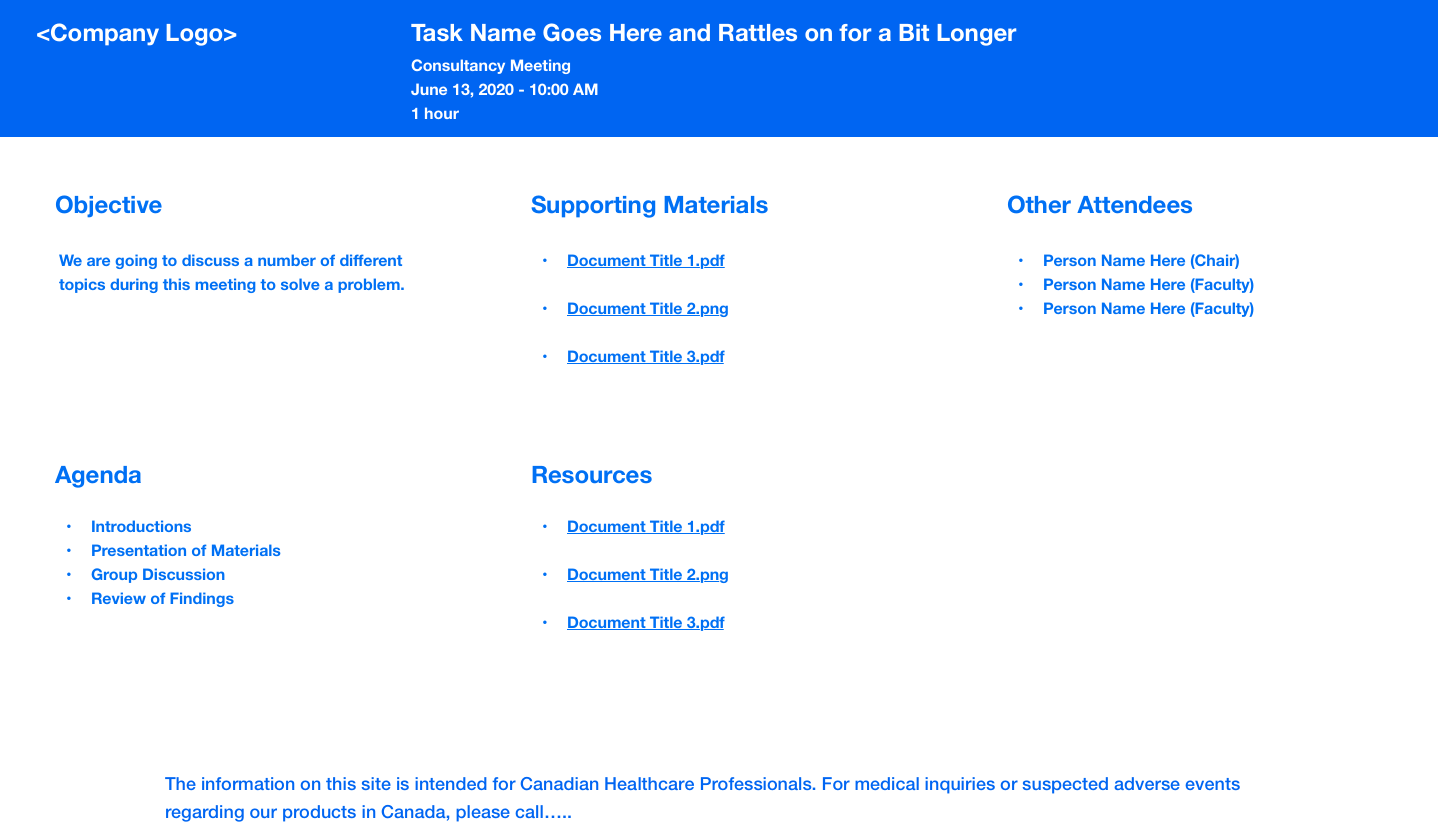 <Company Logo>
Task Name Goes Here and Rattles on for a Bit Longer
Consultancy Meeting
June 13, 2020 - 10:00 AM
1 hour
Objective
We are going to discuss a number of different
topics during this meeting to solve a problem.
Supporting Materials
• Document Title 1.pdf
• Document Title 2.png
• Document Title 3.pdf
Other Attendees
• Person Name Here (Chair)
• Person Name Here (Faculty)
• Person Name Here (Faculty)
Agenda
• Introductions
• Presentation of Materials
• Group Discussion
• Review of Findings
Resources
• Document Title 1.pdf
• Document Title 2.png
• Document Title 3.pdf
The information on this site is intended for Canadian Healthcare Professionals. For medical inquiries or suspected adverse events
regarding our products in Canada, please call…..